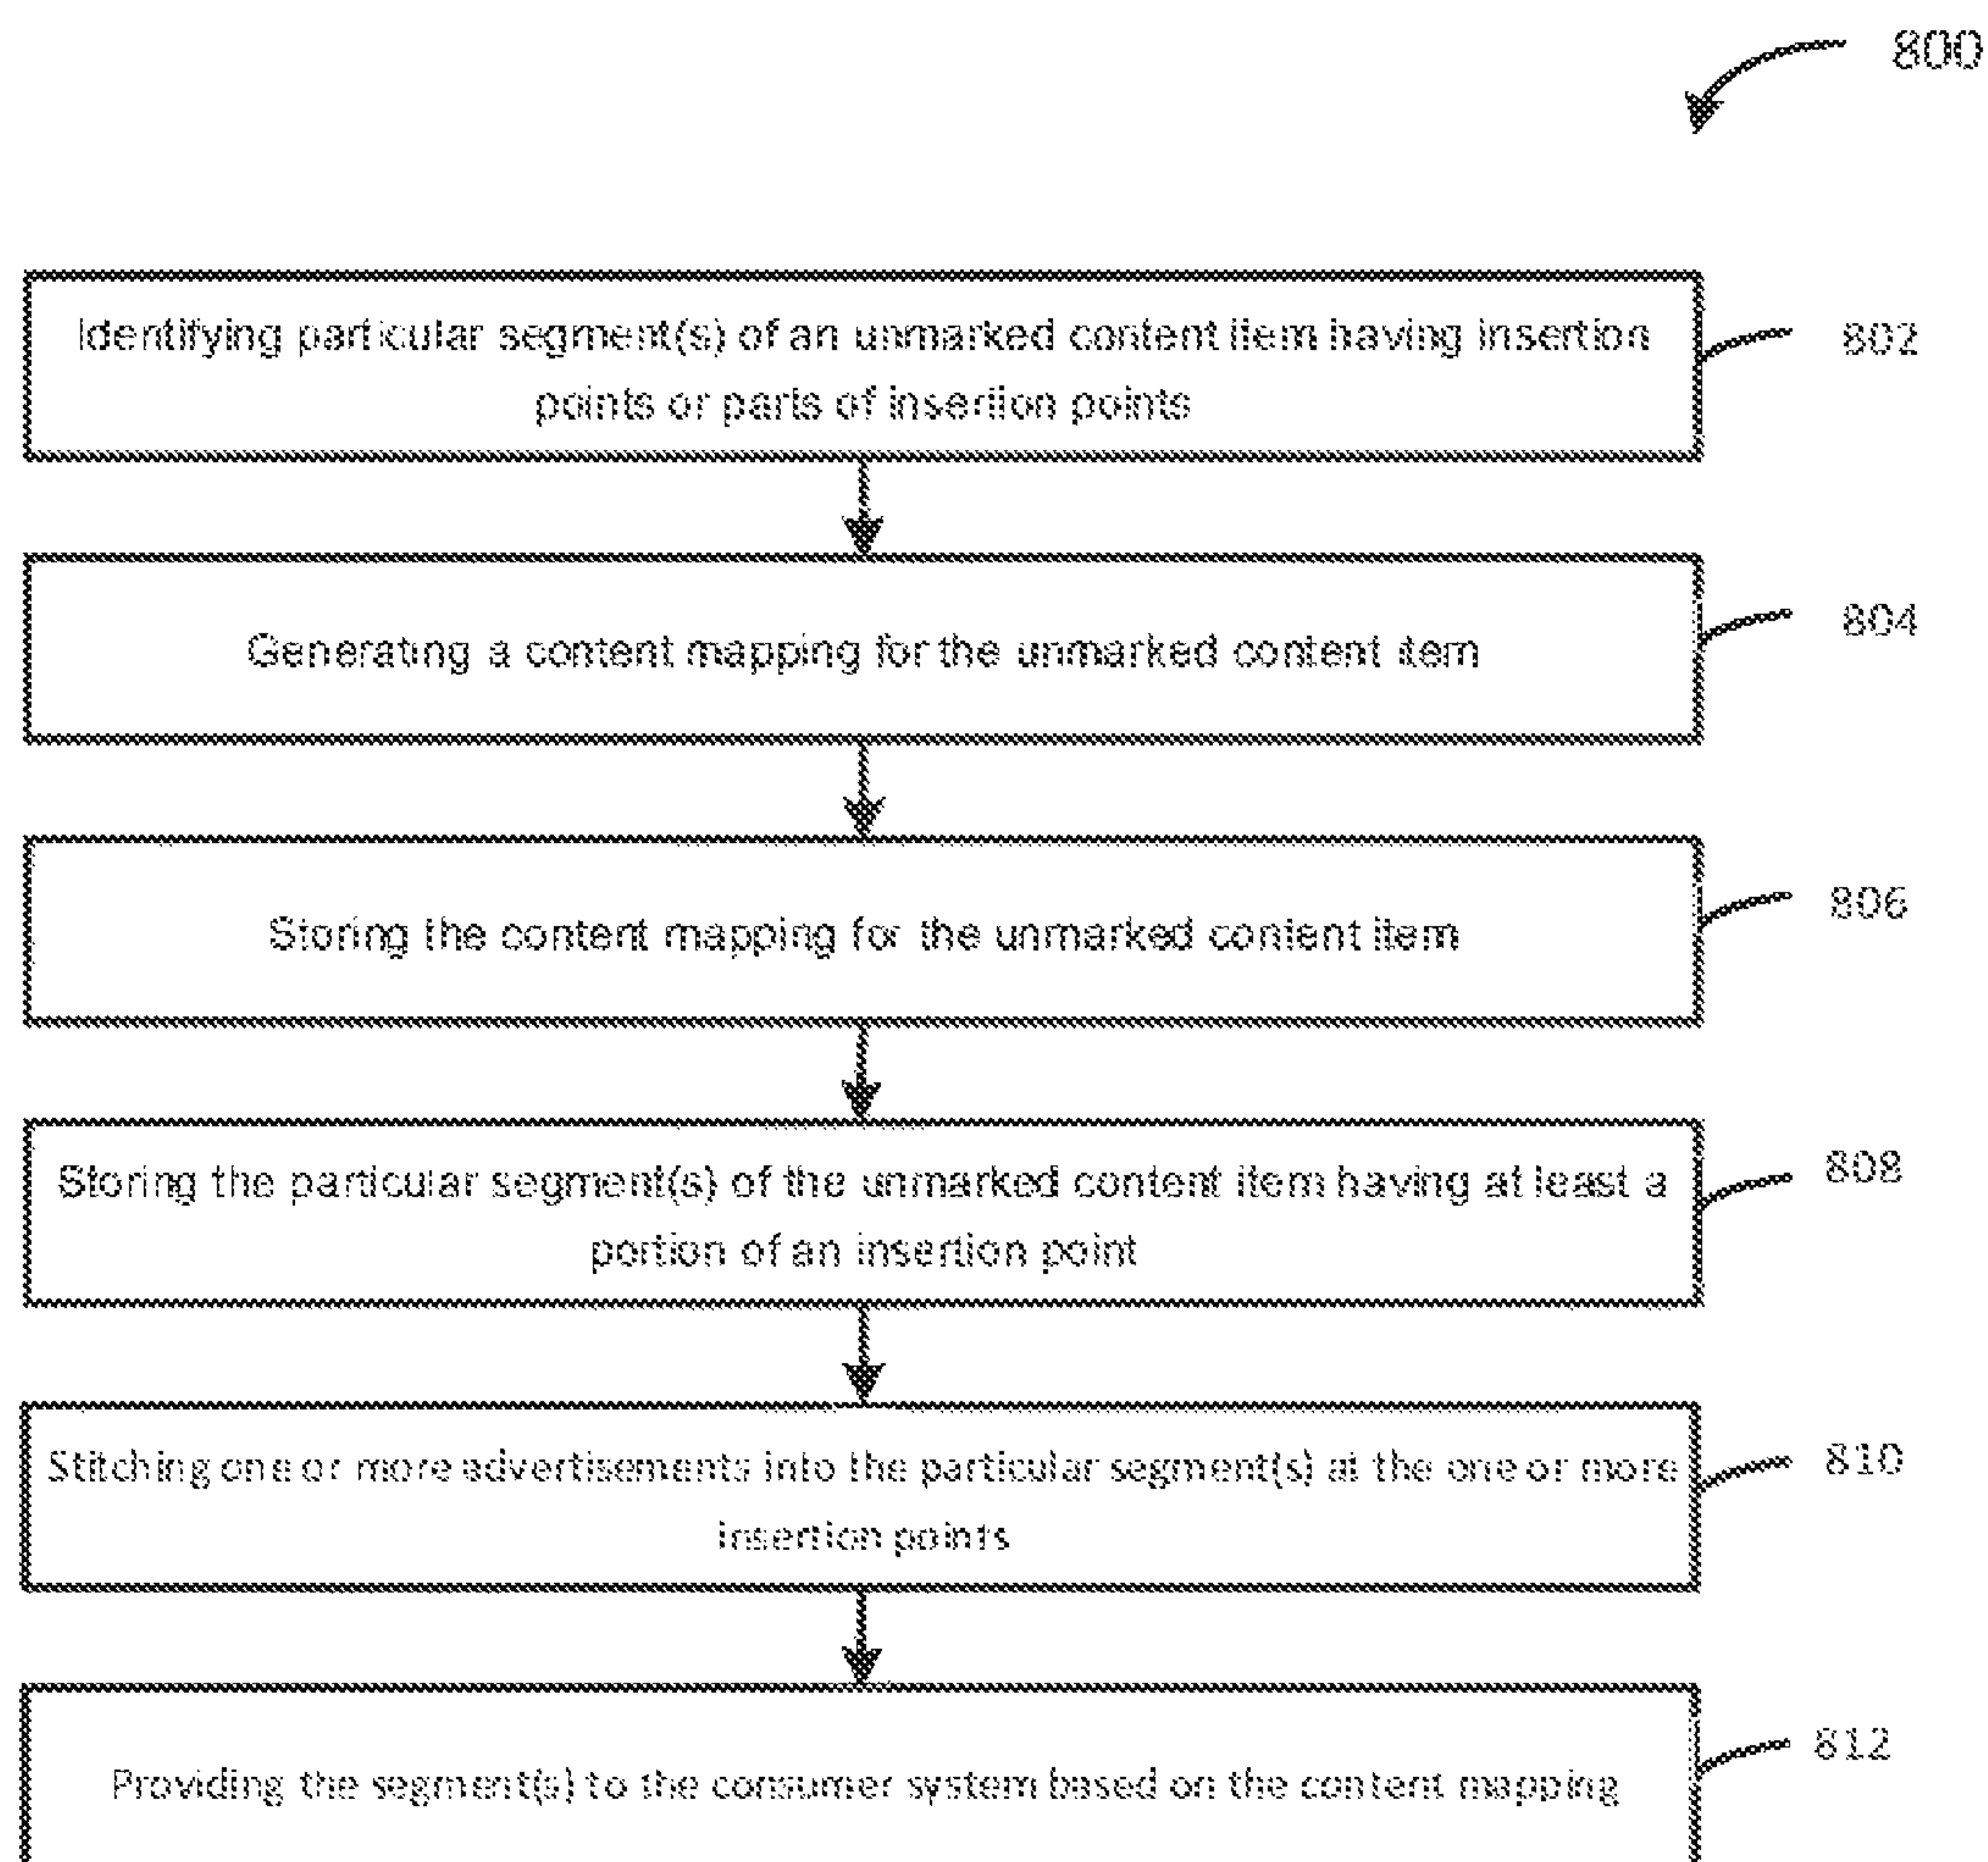 800
Identifying particular segment(s) of an unmarked content item having insertion
points or parts of insertion points
802
Generating a content mapping for the unmarked content item
804
Storing the content mapping for the unmarked content item
806
Storing the particular segment(s) of the unmarked content item having at least a
portion of an insertion point
808
Stitching one or more advertisements into the particular segment(s) at the one or more
insertion points
810
Providing the segment(s) to the consumer system based on the content mapping
812